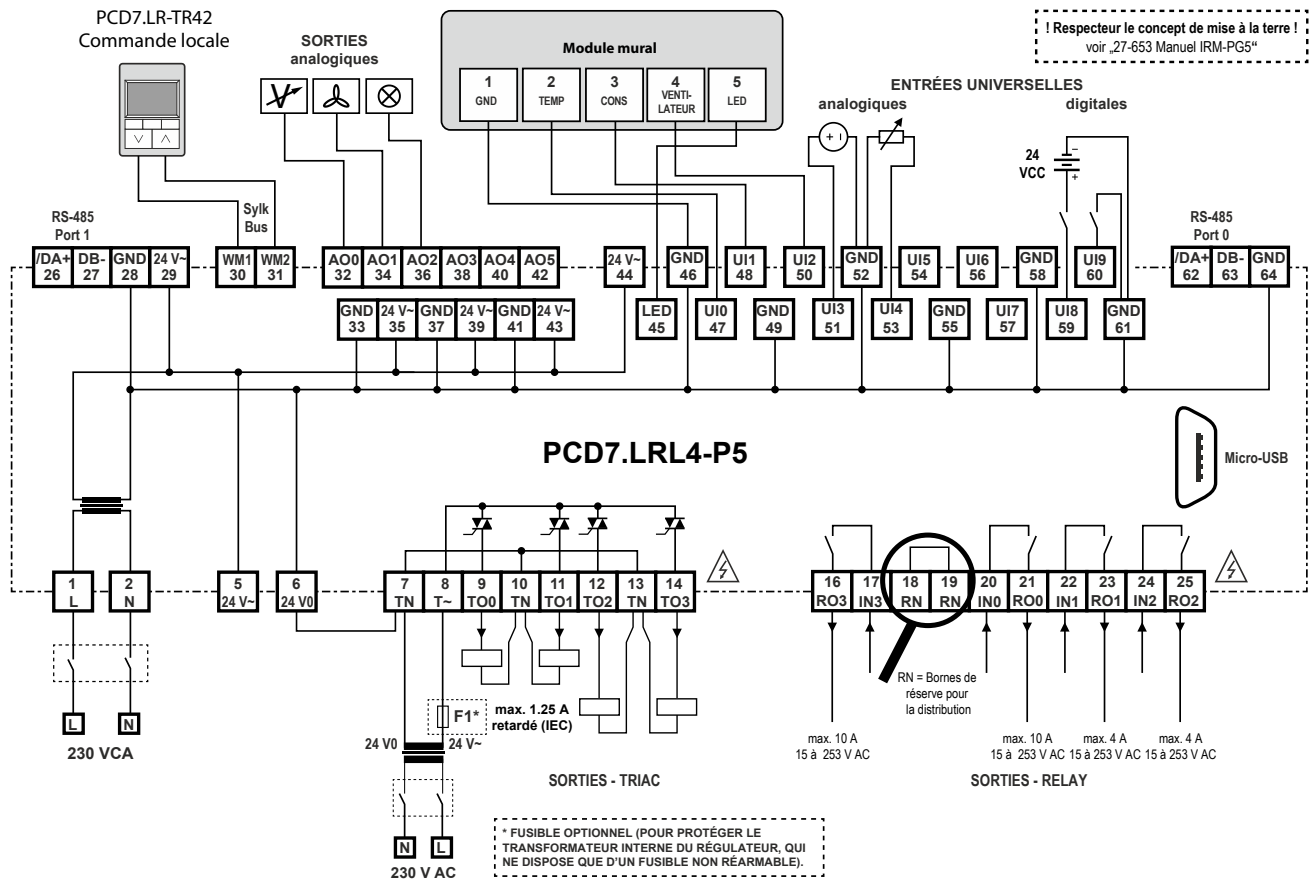 PCD7.LR-TR42
Commande locale
SORTIES
analogiques
Module mural
1
GND
2
TEMP
3
CONS
4
VENTI-
LATEUR
5
LED
! Respecteur le concept de mise à la terre !
voir „27-653 Manuel IRM-PG5“
ENTRÉES UNIVERSELLES
analogiques
digitales
24
VCC
RS-485
Port 1
Sylk
Bus
RS-485
Port 0
/DA+
26
DB-
27
GND
28
24 V~
29
WM1
30
WM2
31
AO0
32
AO1
34
AO2
36
AO3
38
AO4
40
AO5
42
24 V~
44
GND
46
UI1
48
UI2
50
GND
52
UI5
54
UI6
56
GND
58
UI9
60
/DA+
62
DB-
63
GND
64
GND
33
24 V~
35
GND
37
24 V~
39
GND
41
24 V~
43
LED
45
UI0
47
GND
49
UI3
51
UI4
53
GND
55
UI7
57
UI8
59
GND
61
PCD7.LRL4-P5
Micro-USB
1
L
2
N
5
24 V~
6
24 V0
7
TN
8
T~
9
TO0
10
TN
11
TO1
12
TO2
13
TN
14
TO3
16
RO3
17
IN3
18
RN
19
RN
20
IN0
21
RO0
22
IN1
23
RO1
24
IN2
25
RO2
L
N
230 VCA
F1*
max. 1.25 A
retardé (IEC)
24 V0
24 V~
N
L
230 V AC
SORTIES - TRIAC
RN = Bornes de
réserve pour
la distribution
max. 10 A
15 à 253 V AC
max. 10 A
15 à 253 V AC
max. 4 A
15 à 253 V AC
max. 4 A
15 à 253 V AC
SORTIES - RELAY
* FUSIBLE OPTIONNEL (POUR PROTÉGER LE
TRANSFORMATEUR INTERNE DU RÉGULATEUR, QUI
NE DISPOSE QUE D'UN FUSIBLE NON RÉARMABLE).